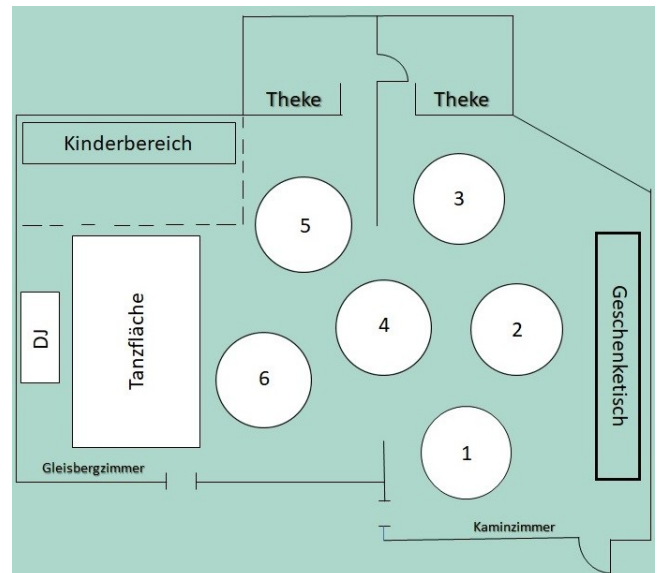 Theke
Theke
Kinderbereich
3
5
Geschenketisch
4
2
DJ
Tanzfläche
6
1
Gleisbergzimmer
Kaminzimmer